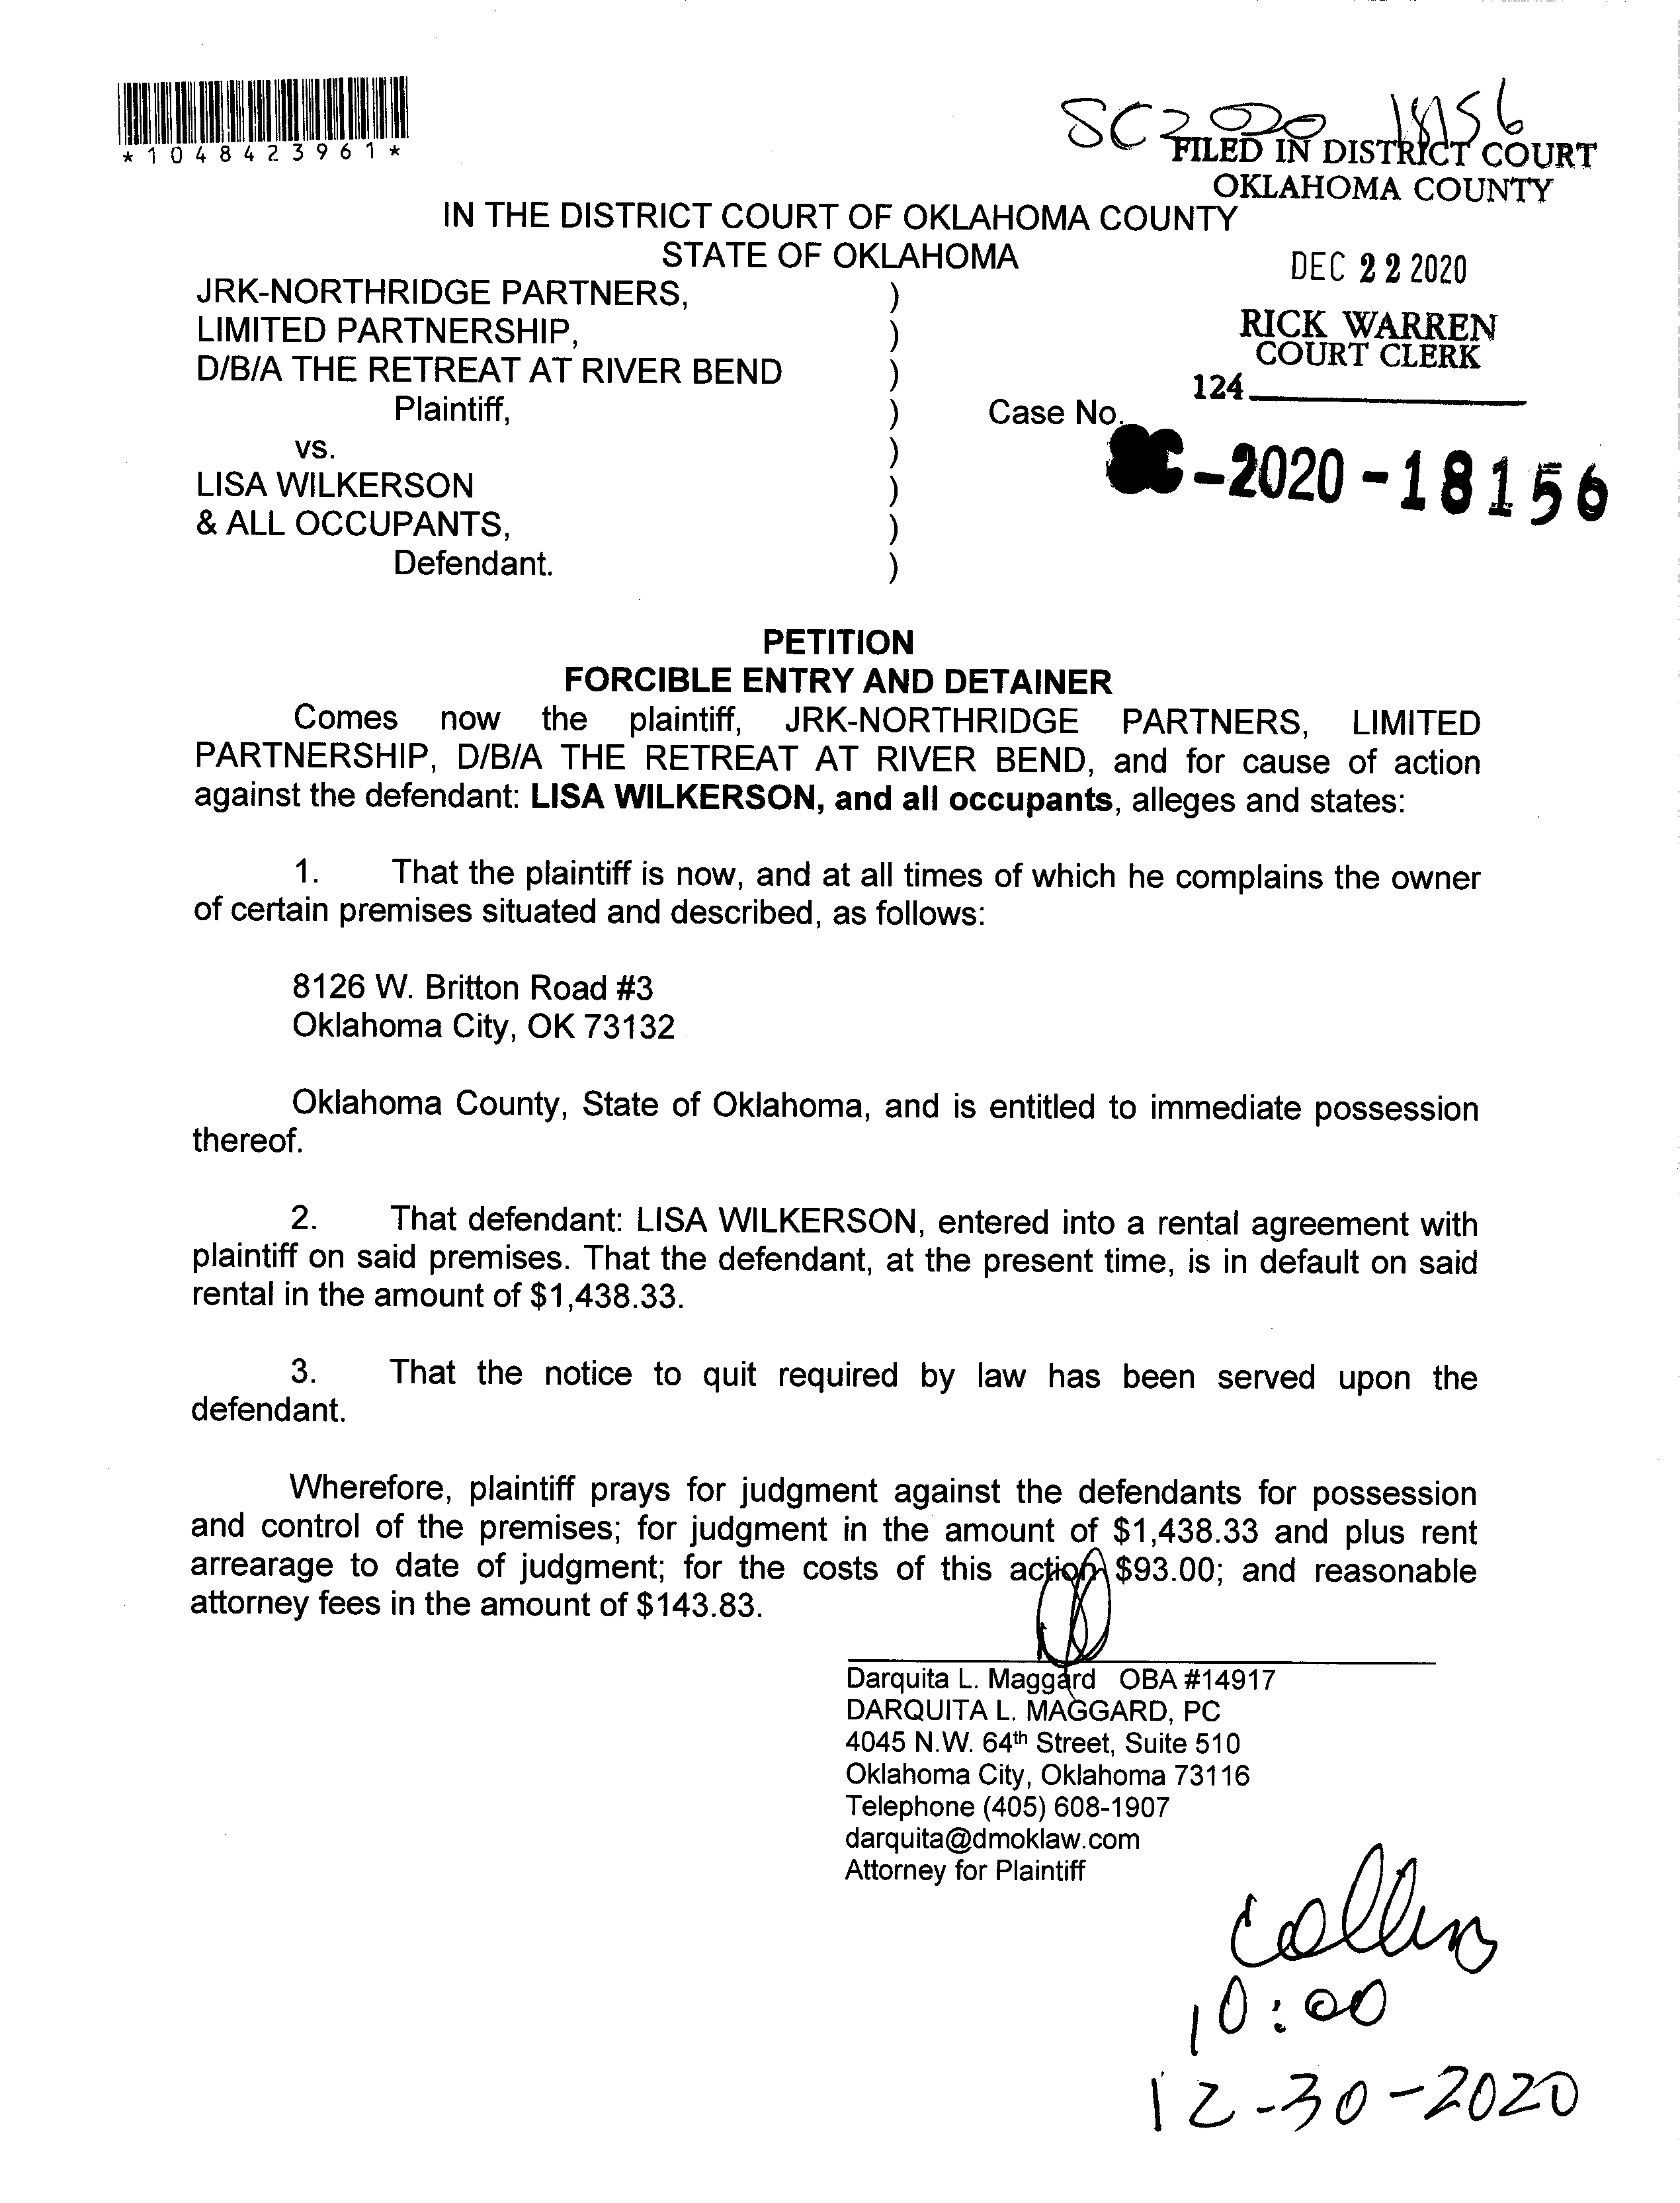 *1048423961*
SC2020 18156
FILED IN DISTRICT COURT
OKLAHOMA COUNTY
IN THE DISTRICT COURT OF OKLAHOMA COUNTY
STATE OF OKLAHOMA
DEC 22 2020
JRK-NORTHRIDGE PARTNERS, )
LIMITED PARTNERSHIP, )
RICK WARREN
COURT CLERK
D/B/A THE RETREAT AT RIVER BEND )
124
Plaintiff, ) Case No.
vs. )
SC-2020-18156
LISA WILKERSON )
& ALL OCCUPANTS, )
Defendant. )
PETITION
FORCIBLE ENTRY AND DETAINER
Comes now the plaintiff, JRK-NORTHRIDGE PARTNERS, LIMITED
PARTNERSHIP, D/B/A THE RETREAT AT RIVER BEND, and for cause of action
against the defendant: LISA WILKERSON, and all occupants, alleges and states:
1. That the plaintiff is now, and at all times of which he complains the owner
of certain premises situated and described, as follows:
8126 W. Britton Road #3
Oklahoma City, OK 73132
Oklahoma County, State of Oklahoma, and is entitled to immediate possession
thereof.
2. That defendant: LISA WILKERSON, entered into a rental agreement with
plaintiff on said premises. That the defendant, at the present time, is in default on said
rental in the amount of $1,438.33.
3. That the notice to quit required by law has been served upon the
defendant.
Wherefore, plaintiff prays for judgment against the defendants for possession
and control of the premises; for judgment in the amount of $1,438.33 and plus rent
arrearage to date of judgment; for the costs of this action $93.00; and reasonable
attorney fees in the amount of $143.83.
Darquita L. Maggard OBA #14917
DARQUITA L. MAGGARD, PC
4045 N.W. 64th Street, Suite 510
Oklahoma City, Oklahoma 73116
Telephone (405) 608-1907
darquita@dmoklaw.com
Attorney for Plaintiff
Collins
10:00
12-30-2020